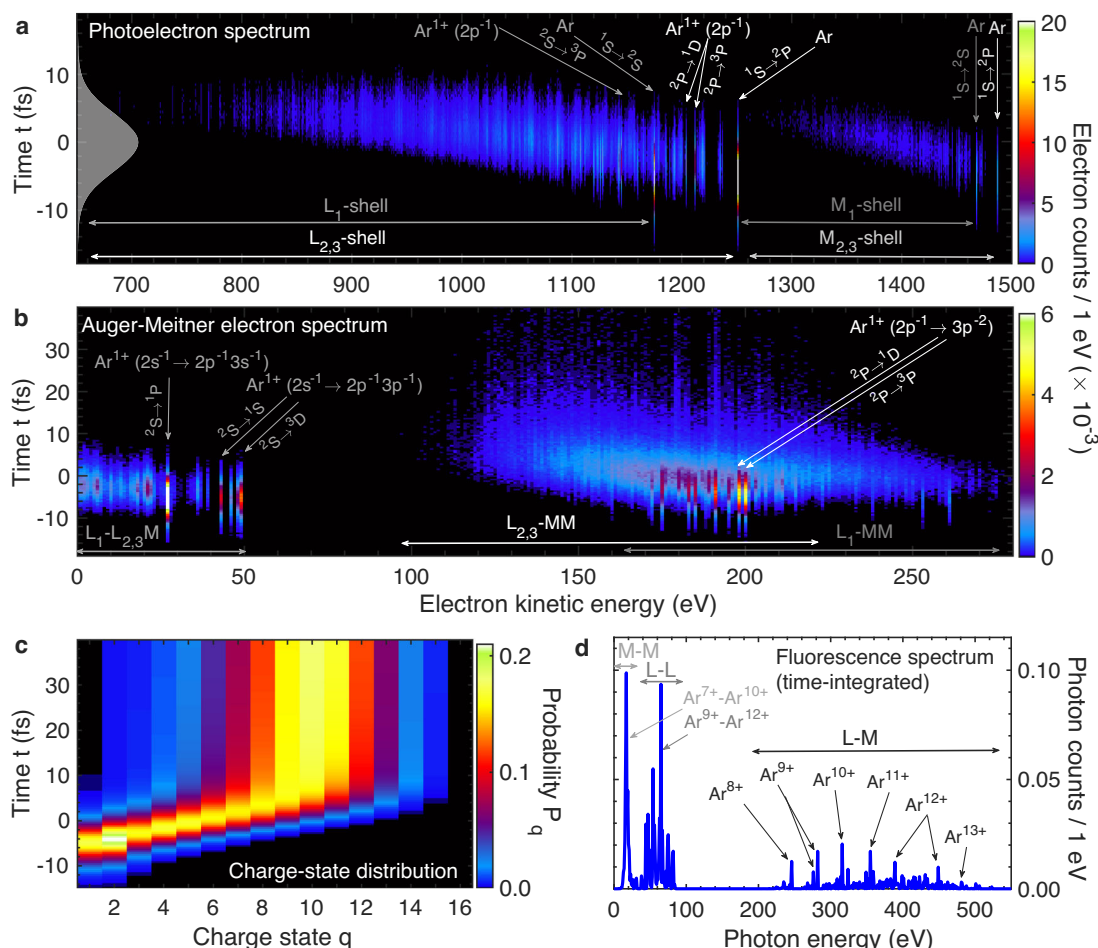 a
Photoelectron spectrum
Ar¹⁺ (2p⁻¹)
²S→³P
Ar
¹S→²S
Ar¹⁺(2p⁻¹)
²P→¹D
²P→³P
Ar
¹S→²P
Ar
¹S→²S
Ar
¹S→²P
L₁-shell
L₂,₃-shell
M₁-shell
M₂,₃-shell
Time t (fs)
10
0
-10
700 800 900 1000 1100 1200 1300 1400 1500
20
15
10
5
0
b
Auger-Meitner electron spectrum
Ar¹⁺ (2s⁻¹→ 2p⁻¹3s⁻¹)
²S→¹P
Ar¹⁺ (2s⁻¹→ 2p⁻¹3p⁻¹)
²S→¹S
²S→³D
Ar¹⁺ (2p⁻¹→ 3p⁻²)
²P→¹D
²P→³P
L₁-L₂,₃M
L₂,₃-MM
L₁-MM
Time t (fs)
30
20
10
0
-10
0 50 100 150 200 250
Electron kinetic energy (eV)
6
4
2
0
Electron counts / 1 eV (× 10⁻³)
c
Time t (fs)
30
20
10
0
-10
Charge-state distribution
2 4 6 8 10 12 14 16
Charge state q
0.2
0.1
0.0
Probability P_q
d
M-M
L-L
Fluorescence spectrum
(time-integrated)
Ar⁷⁺-Ar¹⁰⁺
Ar⁹⁺-Ar¹²⁺
L-M
Ar⁸⁺
Ar⁹⁺
Ar¹⁰⁺
Ar¹¹⁺
Ar¹²⁺
Ar¹³⁺
0.10
0.05
0.00
Photon counts / 1 eV
0 100 200 300 400 500
Photon energy (eV)